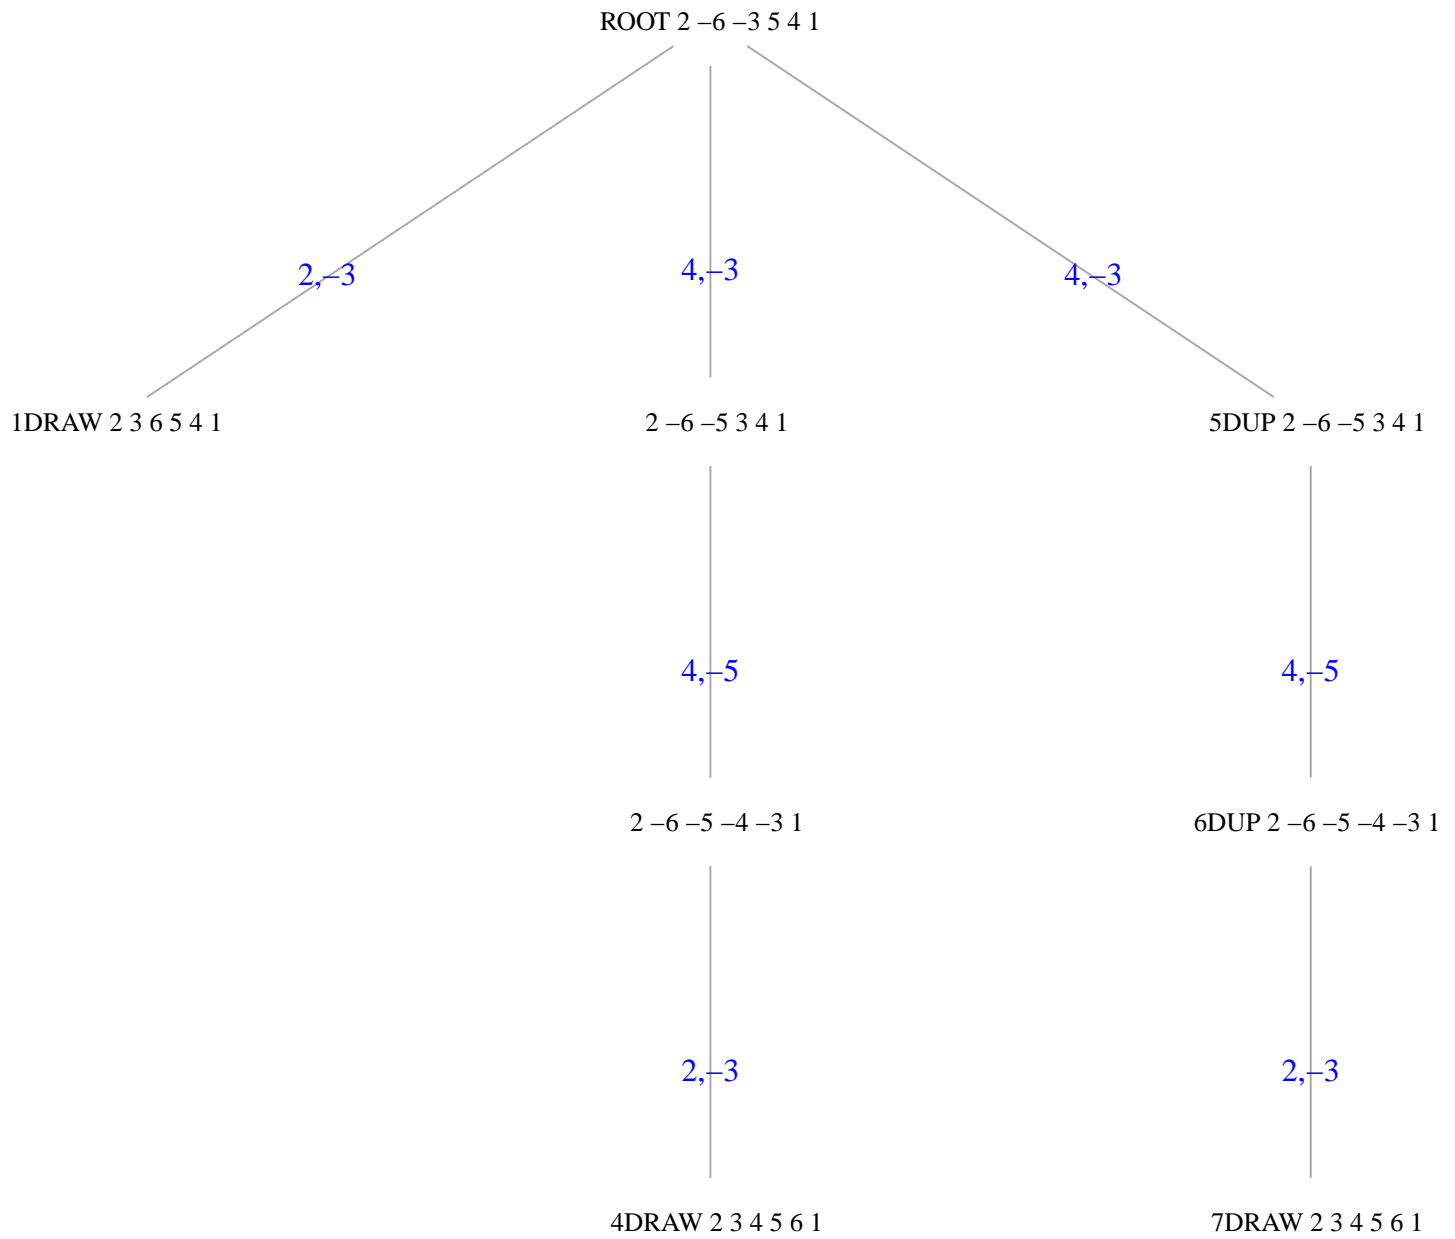 ROOT 2 –6 –3 5 4 1
2,–3
4,–3
4,–3
1DRAW 2 3 6 5 4 1
2 –6 –5 3 4 1
5DUP 2 –6 –5 3 4 1
4,–5
4,–5
2 –6 –5 –4 –3 1
6DUP 2 –6 –5 –4 –3 1
2,–3
2,–3
4DRAW 2 3 4 5 6 1
7DRAW 2 3 4 5 6 1